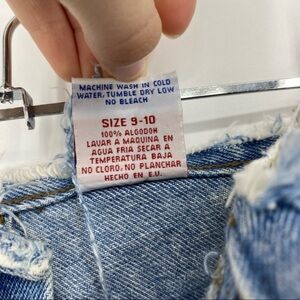 MACHINE WASH IN COLD
WATER, TUMBLE DRY LOW
NO BLEACH
SIZE 9-10
100% ALGODON
LAVAR A MAQUINA EN
AGUA FRIA SECAR A
TEMPERATURA BAJA
NO CLORO, NO PLANCHAR
HECHO EN E.U.